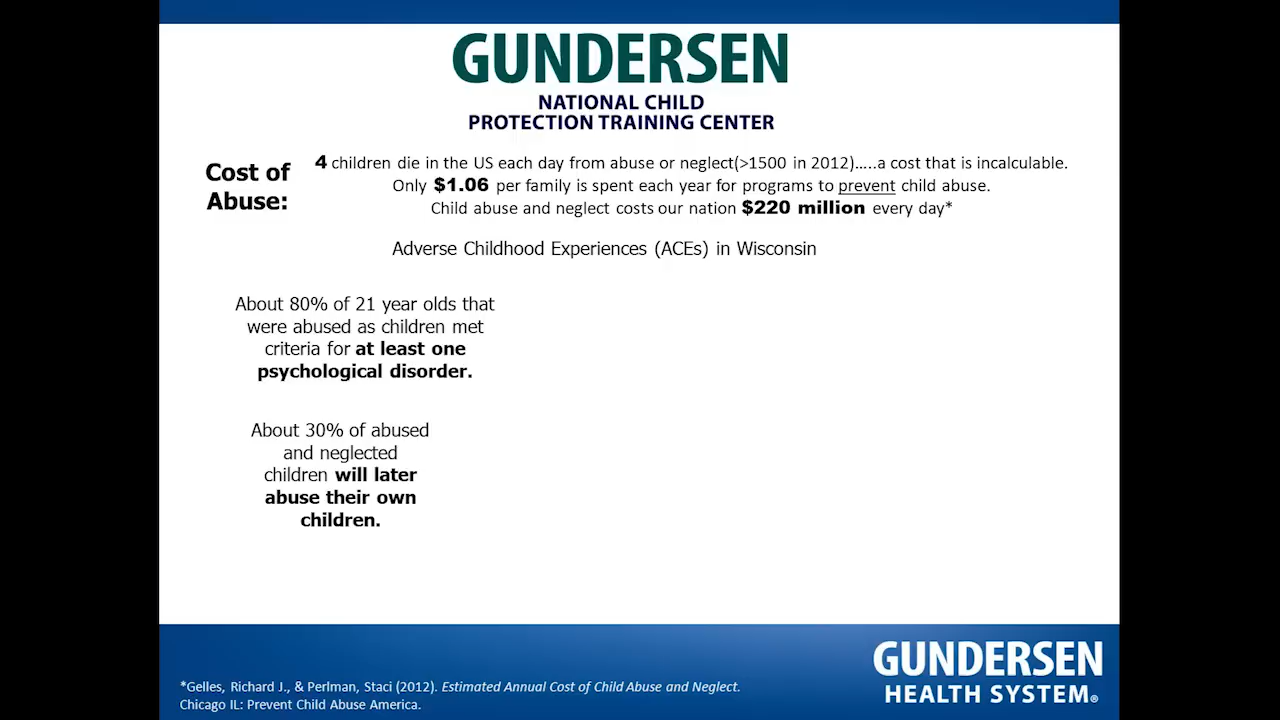 GUNDERSEN
NATIONAL CHILD
PROTECTION TRAINING CENTER
Cost of
Abuse:
4 children die in the US each day from abuse or neglect(>1500 in 2012).....a cost that is incalculable.
Only $1.06 per family is spent each year for programs to prevent child abuse.
Child abuse and neglect costs our nation $220 million every day*
Adverse Childhood Experiences (ACEs) in Wisconsin
About 80% of 21 year olds that
were abused as children met
criteria for at least one
psychological disorder.
About 30% of abused
and neglected
children will later
abuse their own
children.
*Gelles, Richard J., & Perlman, Staci (2012). Estimated Annual Cost of Child Abuse and Neglect.
Chicago IL: Prevent Child Abuse America.
GUNDERSEN
HEALTH SYSTEM®